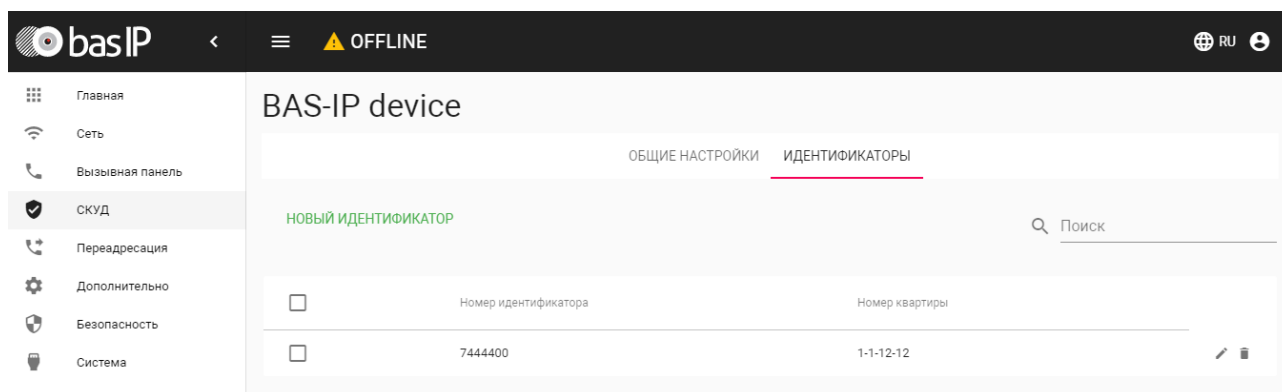 bas IP
OFFLINE
RU
Главная
Сеть
Вызывная панель
СКУД
Переадресация
Дополнительно
Безопасность
Система
BAS-IP device
ОБЩИЕ НАСТРОЙКИ ИДЕНТИФИКАТОРЫ
НОВЫЙ ИДЕНТИФИКАТОР
Поиск
Номер идентификатора Номер квартиры
7444400 1-1-12-12